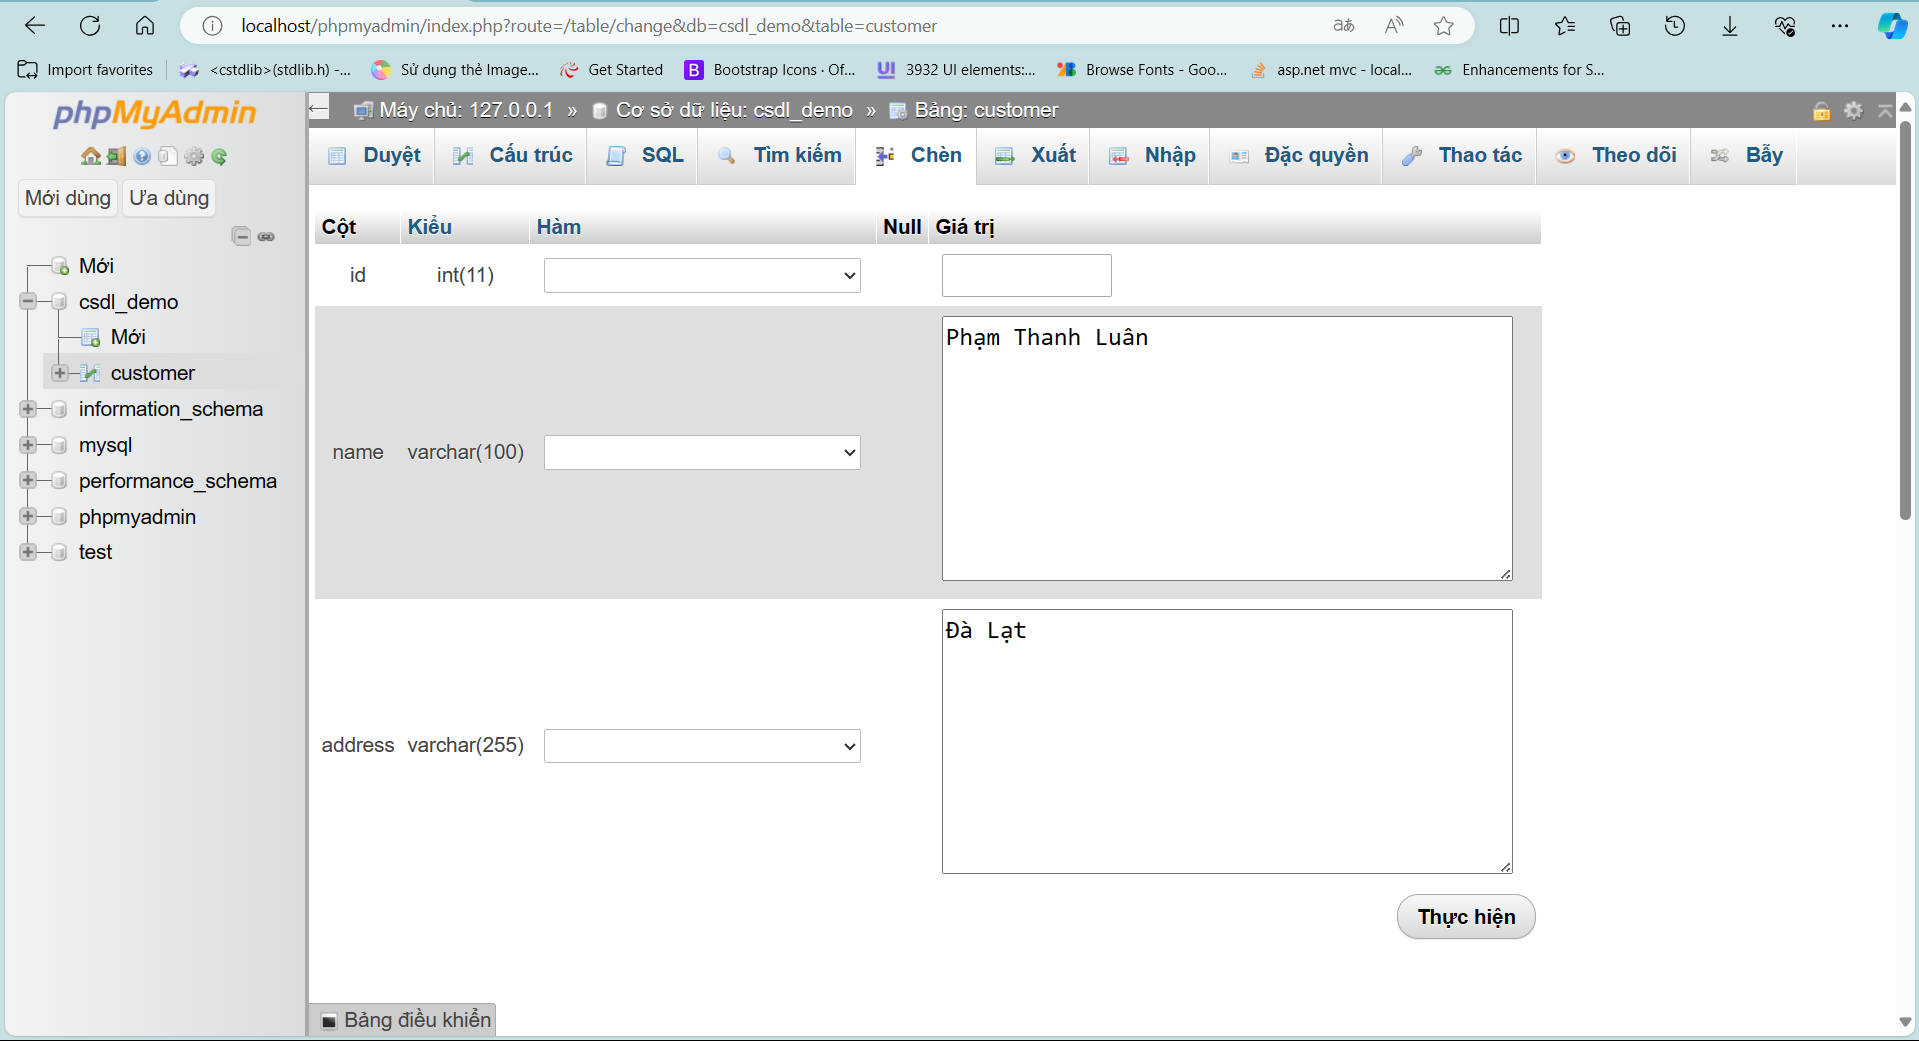 localhost/phpmyadmin/index.php?route=/table/change&db=csdl_demo&table=customer
Import favorites
<cstdlib>(stdlib.h) -...
Sử dụng thẻ Image...
Get Started
Bootstrap Icons · Of...
3932 UI elements:...
Browse Fonts - Goo...
asp.net mvc - local...
Enhancements for S...
phpMyAdmin
Mới dùng
Ưa dùng
Mới
csdl_demo
Mới
customer
information_schema
mysql
performance_schema
phpmyadmin
test
Máy chủ: 127.0.0.1 » Cơ sở dữ liệu: csdl_demo » Bảng: customer
Duyệt
Cấu trúc
SQL
Tìm kiếm
Chèn
Xuất
Nhập
Đặc quyền
Thao tác
Theo dõi
Bẫy
Cột Kiểu Hàm Null Giá trị
id int(11)
name varchar(100) Phạm Thanh Luân
address varchar(255) Đà Lạt
Thực hiện
Bảng điều khiển